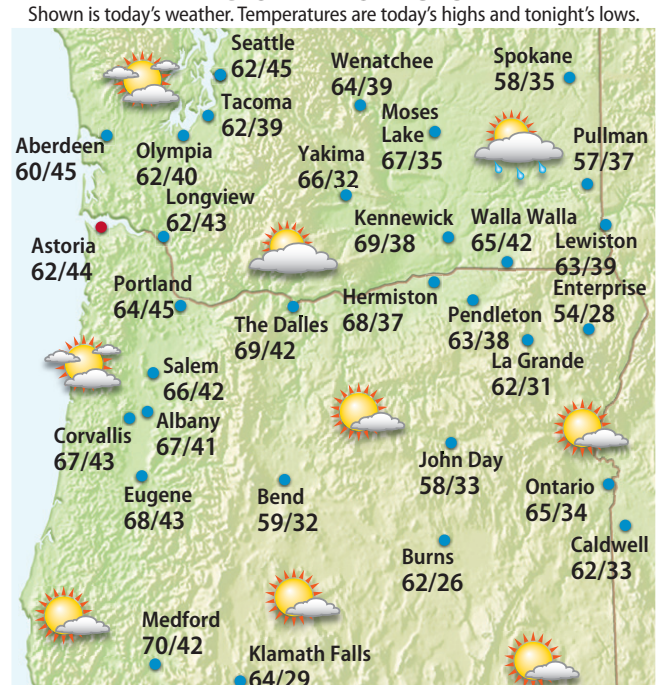 Shown is today's weather. Temperatures are today's highs and tonight's lows.
Seattle
62/45
Wenatchee
64/39
Spokane
58/35
Tacoma
62/39
Moses
Lake
67/35
Pullman
57/37
Aberdeen
60/45
Olympia
62/40
Yakima
66/32
Longview
62/43
Kennewick
69/38
Walla Walla
65/42
Lewiston
63/39
Astoria
62/44
Portland
64/45
The Dalles
69/42
Hermiston
68/37
Pendleton
63/38
Enterprise
54/28
La Grande
62/31
Salem
66/42
Albany
67/41
Corvallis
67/43
Eugene
68/43
Bend
59/32
John Day
58/33
Ontario
65/34
Caldwell
62/33
Burns
62/26
Medford
70/42
Klamath Falls
64/29